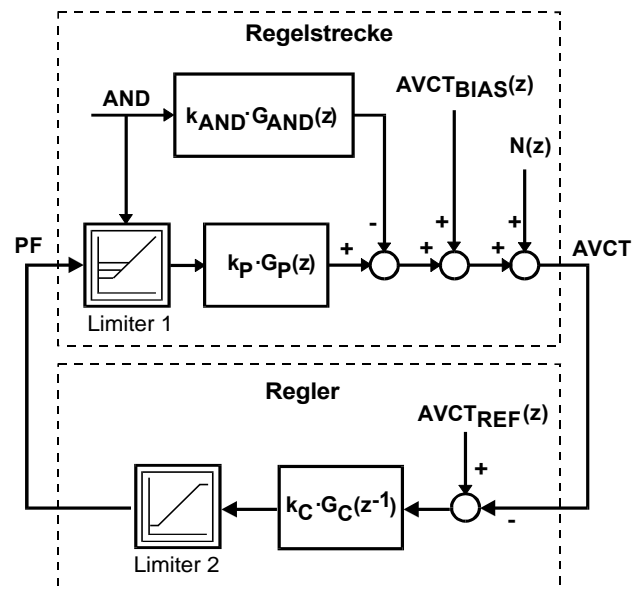 Regelstrecke
AND
k_AND·G_AND(z)
AVCT_BIAS(z)
N(z)
-
+
+
PF
k_P·G_P(z)
+
+
+
AVCT
Limiter 1
Regler
AVCT_REF(z)
+
k_C·G_C(z⁻¹)
-
Limiter 2